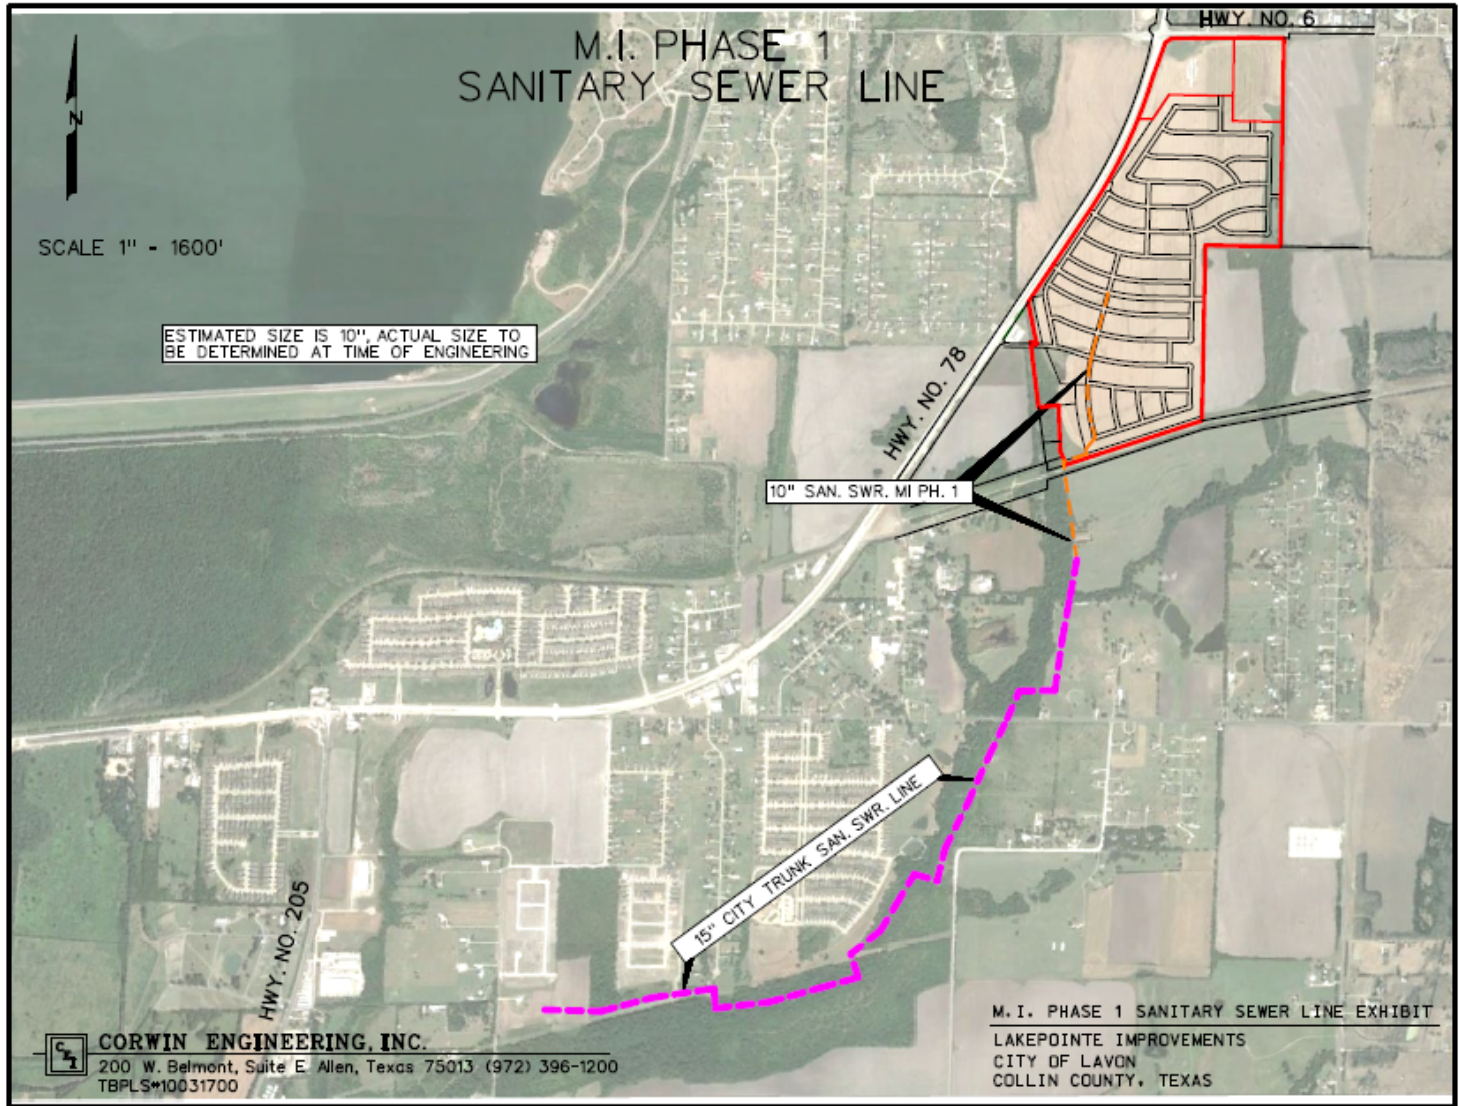 HWY. NO. 6
M.I. PHASE 1
SANITARY SEWER LINE
N
SCALE 1" - 1600'
ESTIMATED SIZE IS 10", ACTUAL SIZE TO
BE DETERMINED AT TIME OF ENGINEERING
HWY. NO. 78
10" SAN. SWR. MI PH. 1
15" CITY TRUNK SAN. SWR. LINE
HWY. NO. 205
M.I. PHASE 1 SANITARY SEWER LINE EXHIBIT
LAKEPOINTE IMPROVEMENTS
CITY OF LAVON
COLLIN COUNTY, TEXAS
CEI
CORWIN ENGINEERING, INC.
200 W. Belmont, Suite E Allen, Texas 75013 (972) 396-1200
TBPLS#10031700